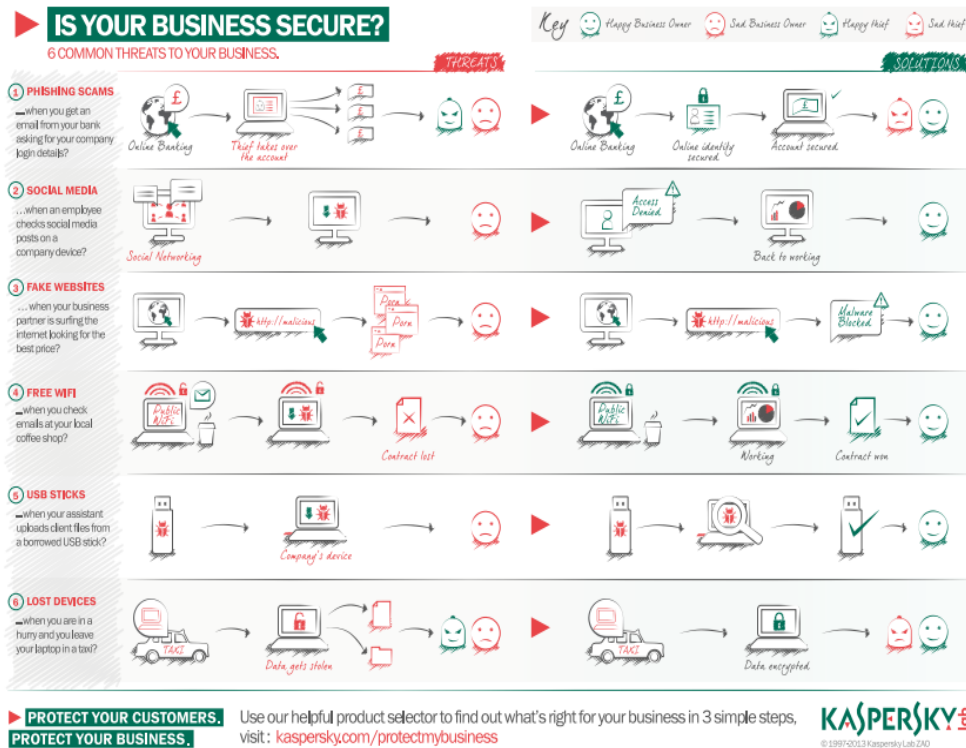 IS YOUR BUSINESS SECURE?
6 COMMON THREATS TO YOUR BUSINESS.
Key
Happy Business Owner
Sad Business Owner
Happy thief
Sad thief
THREATS
SOLUTIONS
1 PHISHING SCAMS
...when you get an
email from your bank
asking for your company
login details?
£
Online Banking
Thief takes over
the account
£
£
£
£
Online Banking
Online identity
secured
£
Account secured
2 SOCIAL MEDIA
...when an employee
checks social media
posts on a
company device?
Social Networking
Access
Denied
Back to working
3 FAKE WEBSITES
... when your business
partner is surfing the
internet looking for the
best price?
http://malicious
Porn
Porn
Porn
http://malicious
Malware
Blocked
4 FREE WIFI
...when you check
emails at your local
coffee shop?
Public
WiFi
Contract lost
Public
WiFi
Working
Contract won
5 USB STICKS
...when your assistant
uploads client files from
a borrowed USB stick?
Company's device
6 LOST DEVICES
...when you are in a
hurry and you leave
your laptop in a taxi?
TAXI
Data gets stolen
TAXI
Data encrypted
PROTECT YOUR CUSTOMERS.
PROTECT YOUR BUSINESS.
Use our helpful product selector to find out what's right for your business in 3 simple steps,
visit: kaspersky.com/protectmybusiness
KASPERSKY lab
© 1997-2013 Kaspersky Lab ZAO